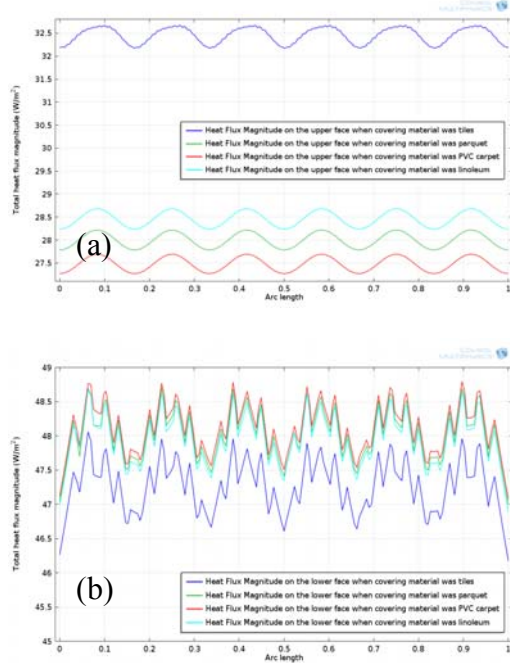 32.5
32
31.5
31
30.5
30
29.5
29
28.5
28
27.5
Total heat flux magnitude (W/m²)
Heat Flux Magnitude on the upper face when covering material was tiles
Heat Flux Magnitude on the upper face when covering material was parquet
Heat Flux Magnitude on the upper face when covering material was PVC carpet
Heat Flux Magnitude on the upper face when covering material was linoleum
(a)
0 0.1 0.2 0.3 0.4 0.5 0.6 0.7 0.8 0.9 1
Arc length
49
48
47
46
45
Total heat flux magnitude (W/m²)
48.5
47.5
46.5
45.5
Heat Flux Magnitude on the lower face when covering material was tiles
Heat Flux Magnitude on the lower face when covering material was parquet
Heat Flux Magnitude on the lower face when covering material was PVC carpet
Heat Flux Magnitude on the lower face when covering material was linoleum
(b)
0 0.1 0.2 0.3 0.4 0.5 0.6 0.7 0.8 0.9 1
Arc length